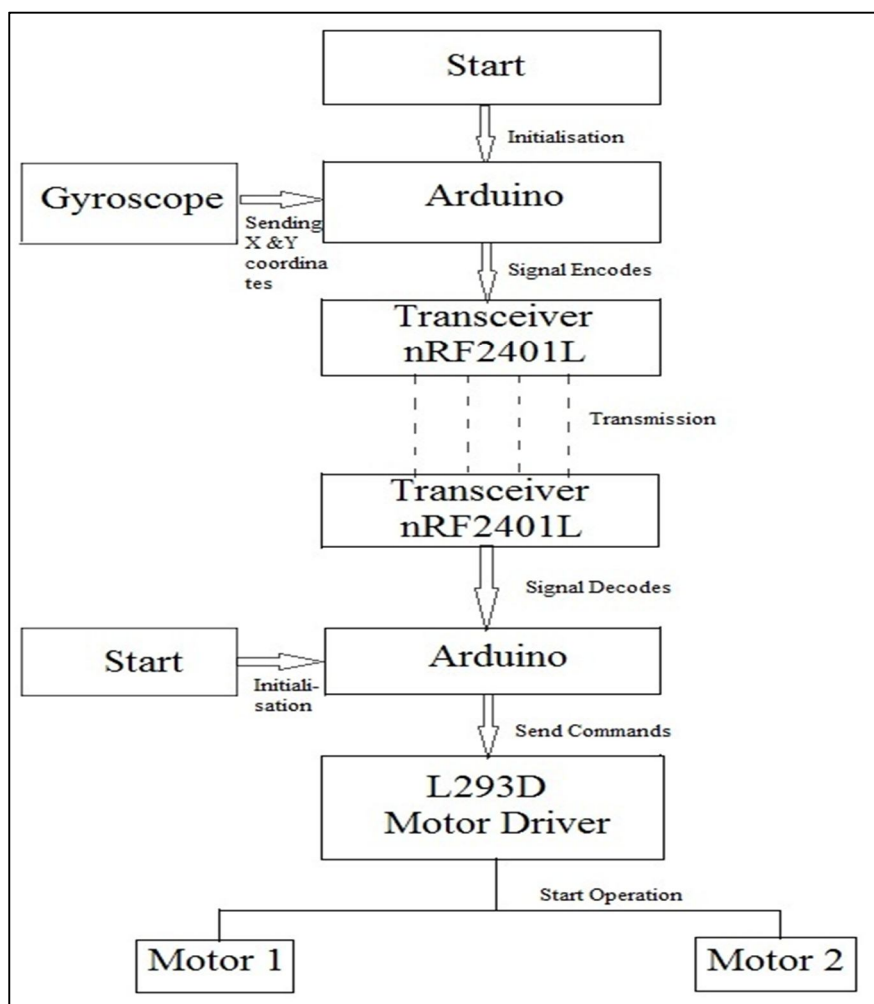 Start
Initialisation
Gyroscope
Sending
X &Y
coordina
tes
Arduino
Signal Encodes
Transceiver
nRF2401L
Transmission
Transceiver
nRF2401L
Signal Decodes
Start
Initiali-
sation
Arduino
Send Commands
L293D
Motor Driver
Start Operation
Motor 1
Motor 2